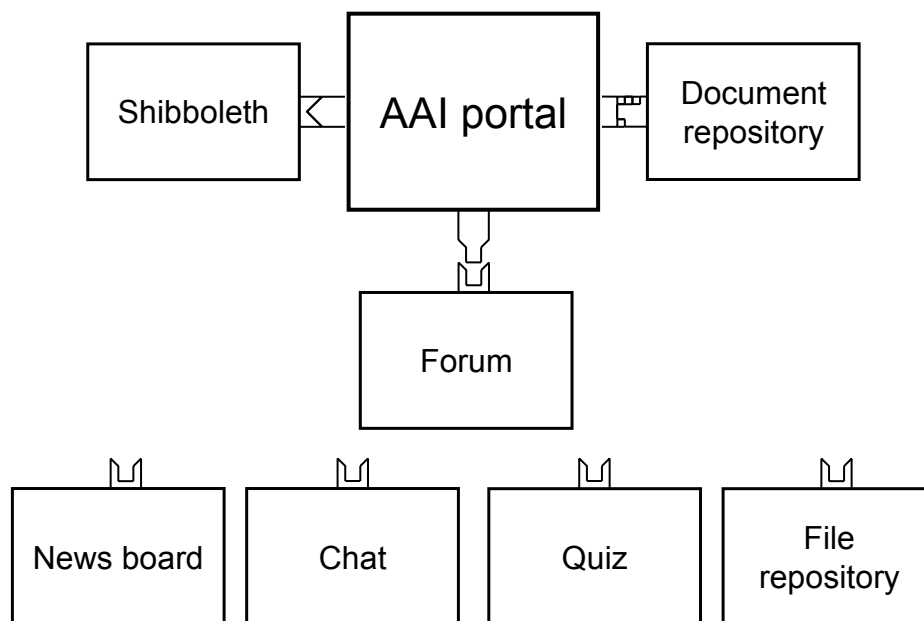 Shibboleth
AAI portal
Document
repository
Forum
News board
Chat
Quiz
File
repository